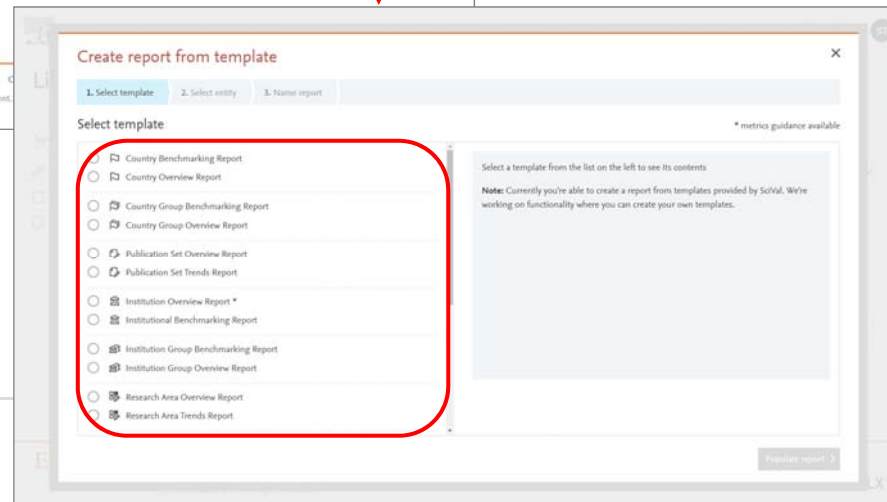 Create report from template
1. Select template 2. Select entity 3. Name report
Select template
* metrics guidance available
Country Benchmarking Report
Country Overview Report
Country Group Benchmarking Report
Country Group Overview Report
Publication Set Overview Report
Publication Set Trends Report
Institution Overview Report *
Institutional Benchmarking Report
Institution Group Benchmarking Report
Institution Group Overview Report
Research Area Overview Report
Research Area Trends Report
Select a template from the list on the left to see its contents
Note: Currently you're able to create a report from templates provided by SciVal. We're
working on functionality where you can create your own templates.
Populate report